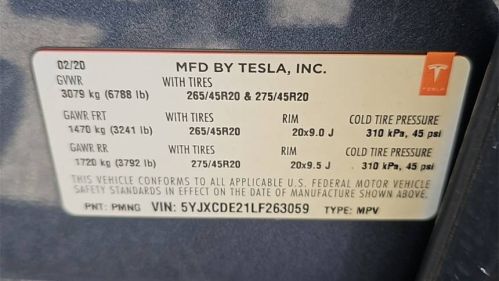 02/20 MFD BY TESLA, INC.
GVWR WITH TIRES
3079 kg (6788 lb) 265/45R20 & 275/45R20
TESLA
GAWR FRT WITH TIRES RIM COLD TIRE PRESSURE
1470 kg (3241 lb) 265/45R20 20x9.0 J 310 kPa, 45 psi
GAWR RR WITH TIRES RIM COLD TIRE PRESSURE
1720 kg (3792 lb) 275/45R20 20x9.5 J 310 kPa, 45 psi
THIS VEHICLE CONFORMS TO ALL APPLICABLE U.S. FEDERAL MOTOR VEHICLE
SAFETY STANDARDS IN EFFECT ON THE DATE OF MANUFACTURE SHOWN ABOVE.
PNT: PMNG VIN: 5YJXCDE21LF263059 TYPE: MPV